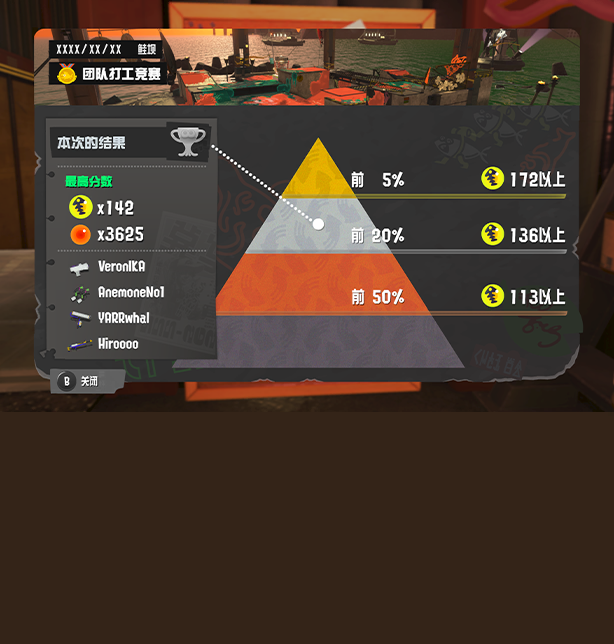 XXXX/XX/XX 鲑坝
团队打工竞赛
本次的结果
最高分数
x142
x3625
VeronIKA
AnemoneNo1
YARRwhal
Hiroooo
前 5% 172以上
前 20% 136以上
前 50% 113以上
B 关闭